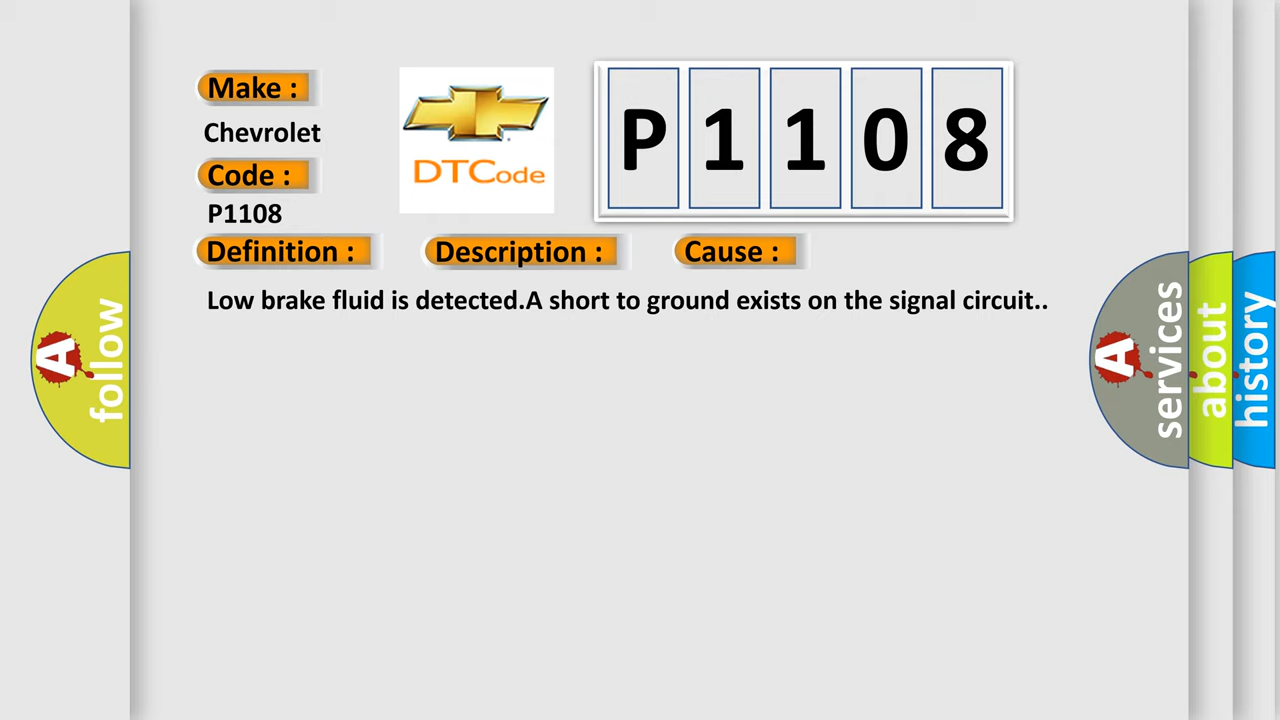 Make :
Chevrolet
Code :
P1108
DTCode
P 1 1 0 8
Definition : Description : Cause :
Low brake fluid is detectedA short to ground exists on the signal circuit..
A follow
A services
about
history